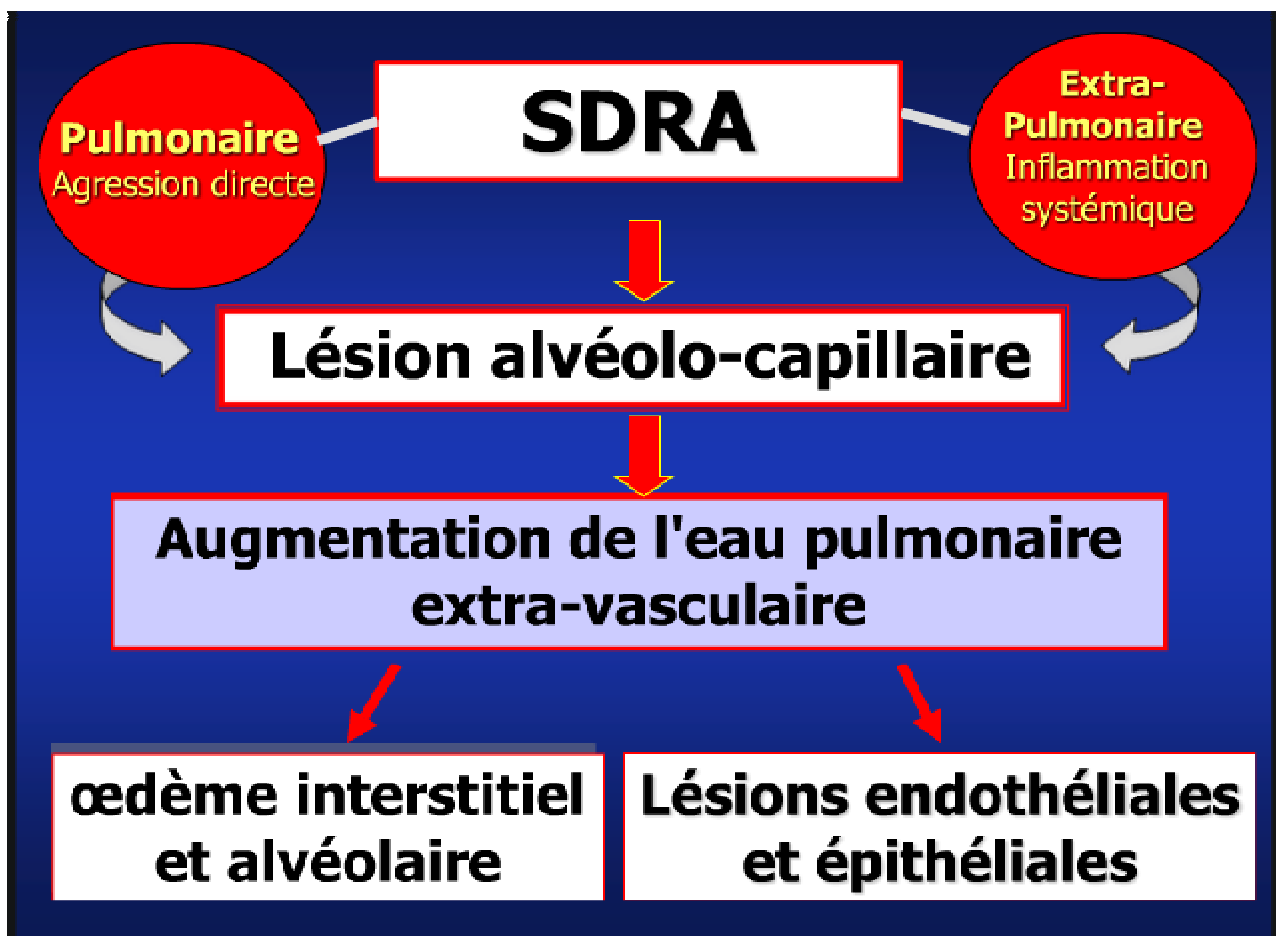 SDRA
Pulmonaire
Agression directe
Extra-
Pulmonaire
Inflammation
systémique
Lésion alvéolo-capillaire
Augmentation de l'eau pulmonaire
extra-vasculaire
œdème interstitiel
et alvéolaire
Lésions endothéliales
et épithéliales